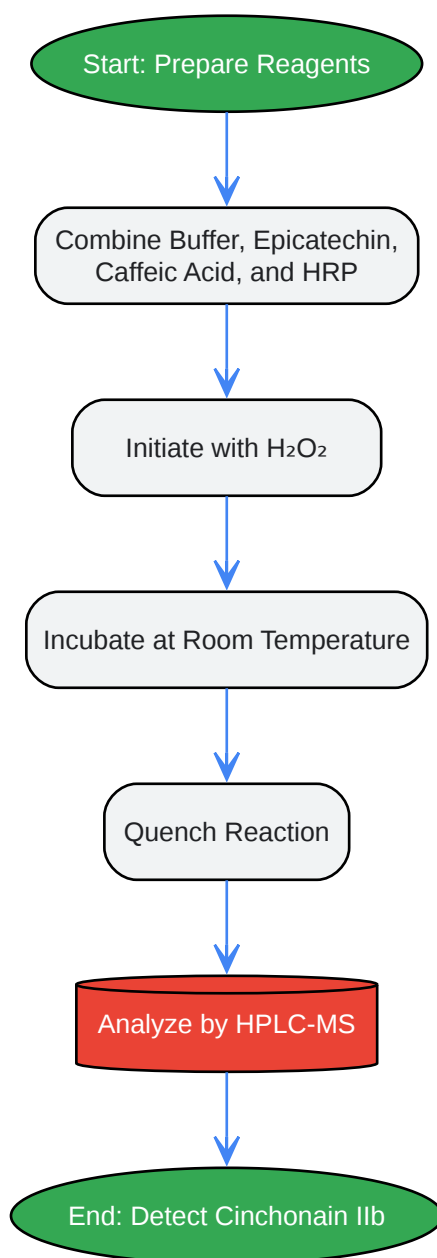 Start: Prepare Reagents
Combine Buffer, Epicatechin,
Caffeic Acid, and HRP
Initiate with H₂O₂
Incubate at Room Temperature
Quench Reaction
Analyze by HPLC-MS
End: Detect Cinchonain IIb